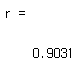 r =
0.9031